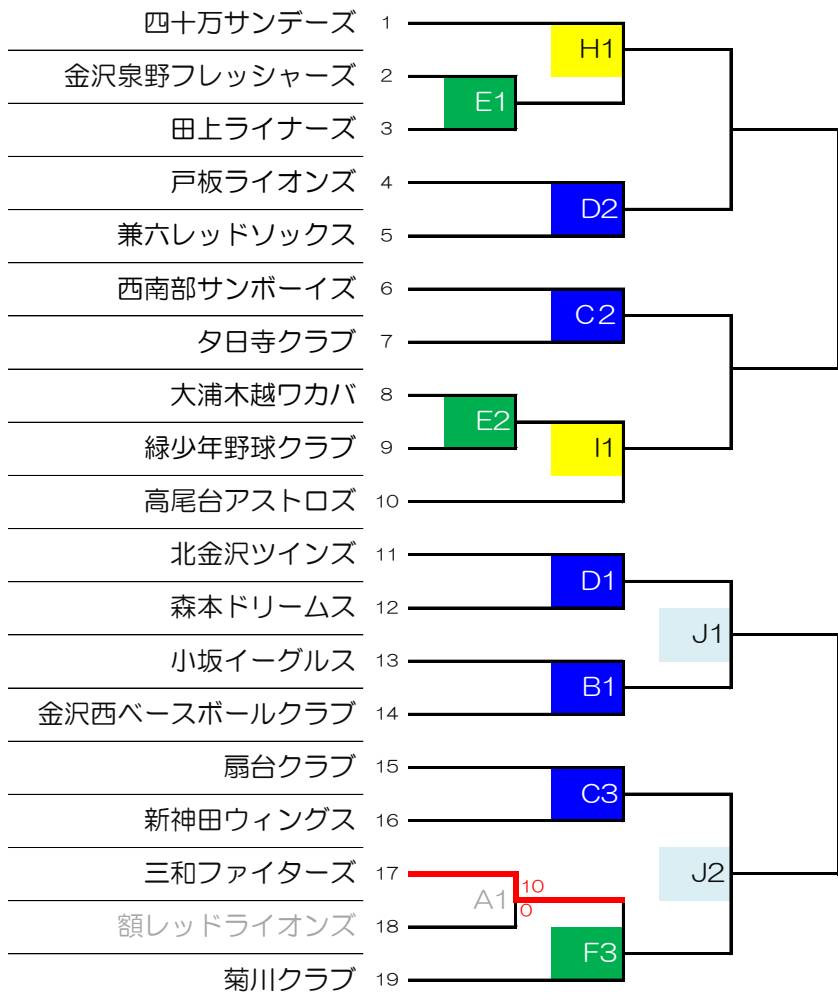 四十万サンデーズ 1
H1
金沢泉野フレッシャーズ 2
E1
田上ライナーズ 3
戸板ライオンズ 4
D2
兼六レッドソックス 5
西南部サンボーイズ 6
C2
夕日寺クラブ 7
大浦木越ワカバ 8
E2
緑少年野球クラブ 9
I1
高尾台アストロズ 10
北金沢ツインズ 11
D1
森本ドリームス 12
J1
小坂イーグルス 13
B1
金沢西ベースボールクラブ 14
扇台クラブ 15
C3
新神田ウィングス 16
三和ファイターズ 17
J2
10
A1
0
額レッドライオンズ 18
F3
菊川クラブ 19